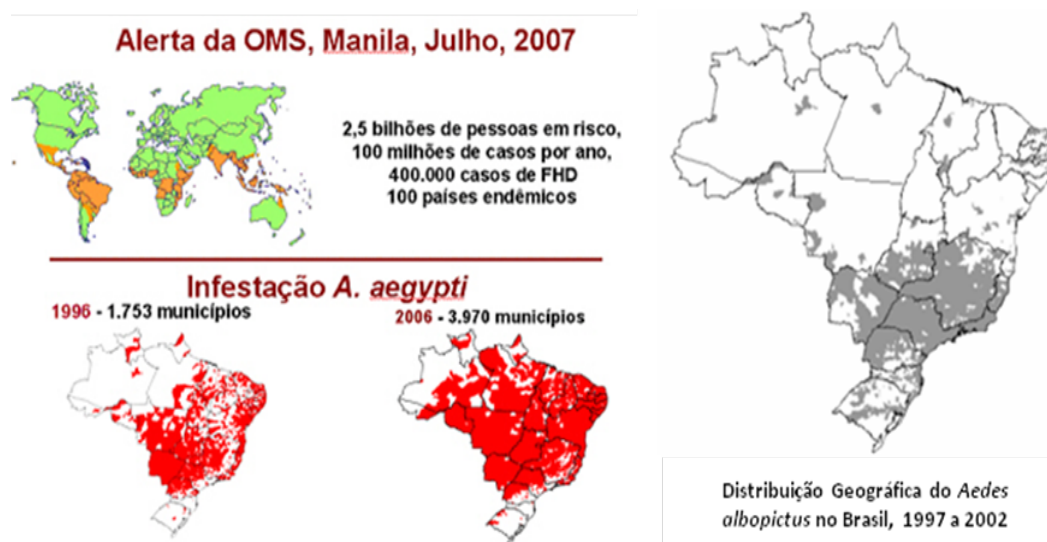 Alerta da OMS, Manila, Julho, 2007
2,5 bilhões de pessoas em risco,
100 milhões de casos por ano,
400.000 casos de FHD
100 países endêmicos
Infestação A. aegypti
1996 - 1.753 municípios
2006 - 3.970 municípios
Distribuição Geográfica do Aedes
albopictus no Brasil, 1997 a 2002